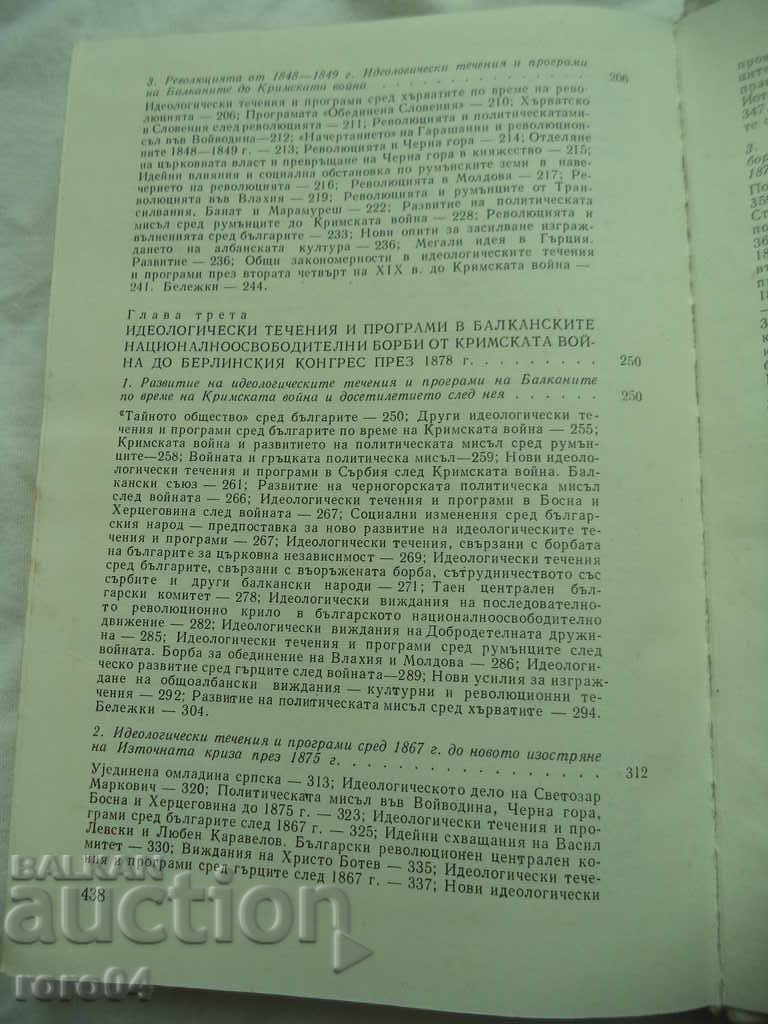 3. Революцията от 1848—1849 г. Идеологически течения и програми
на Балканите до Кримската война . . . . . . . . . . . . 206
Идеологически течения и програми сред хърватите по време на рево-
люцията — 206; Програмата «Обединена Словения» — 210; Хърватско
и Словения след революцията — 211; Революцията и политическатами-
съл във Войводина—212; «Начертанието» на Гарашанин и революцион-
ните 1848—1849 г. — 213; Революцията и Черна гора — 214; Отделяне
на църковната власт и превръщане на Черна гора в княжество — 215;
Идейни влияния и социална обстановка по румънските земи в наве-
черието на революцията — 216; Революцията в Молдова — 217; Ре-
волюцията във Влахия — 219; Революцията и румънците от Тран-
силвания, Банат и Марамуреш — 222; Развитие на политическата
мисъл сред румънците до Кримската война — 228; Революцията и
вълненията сред българите — 233; Нови опити за засилване изграж-
дането на албанската култура — 236; Мегали идея в Гърция.
Развитие — 236; Общи закономерности в идеологическите течения
и програми през втората четвърт на XIX в. до Кримската война —
241. Бележки — 244.
Глава трета
ИДЕОЛОГИЧЕСКИ ТЕЧЕНИЯ И ПРОГРАМИ В БАЛКАНСКИТЕ
НАЦИОНАЛНООСВОБОДИТЕЛНИ БОРБИ ОТ КРИМСКАТА ВОЙ-
НА ДО БЕРЛИНСКИЯ КОНГРЕС ПРЕЗ 1878 г. . . . . . . . . . 250
1. Развитие на идеологическите течения и програми на Балканите
по време на Кримската война и досетилетието след нея . . . . . . 250
«Тайното общество» сред българите — 250; Други идеологически те-
чения и програми сред българите по време на Кримската война — 255;
Кримската война и развитието на политическата мисъл сред румън-
ците—258; Войната и гръцката политическа мисъл—259; Нови идеоло-
логически течения и програми в Сърбия след Кримската война. Бал-
кански съюз — 261; Развитие на черногорската политическа мисъл
след войната — 266; Идеологически течения и програми в Босна и
Херцеговина след войната — 267; Социални изменения сред българ-
ския народ — предпоставка за ново развитие на идеологическите те-
чения и програми — 267; Идеологически течения, свързани с борбата
на българите за църковна независимост — 269; Идеологически течения
сред българите, свързани с въоръжената борба, сътрудничеството със
сърбите и други балкански народи — 271; Таен централен бъл-
гарски комитет — 278; Идеологически виждания на последователно-
то революционно крило в българското националноосвободително
движение — 282; Идеологически виждания на Добродетелната дружи-
на — 285; Идеологически течения и програми сред румънците след
войната. Борба за обединение на Влахия и Молдова — 286; Идеологи-
ческо развитие сред гърците след войната—289; Нови усилия за изграж-
дане на общоалбански виждания — културни и революционни те-
чения — 292; Развитие на политическата мисъл сред хърватите — 294.
Бележки — 304.
2. Идеологически течения и програми сред 1867 г. до новото изостряне
на Източната криза през 1875 г. . . . . . . . . . . . . . . . 312
Уједињена омладина српска — 313; Идеологическото дело на Светозар
Маркович — 320; Политическата мисъл във Войводина, Черна гора,
Босна и Херцеговина до 1875 г. — 323; Идеологически течения и про-
грами сред българите след 1867 г. — 325; Идейни схващания на Васил
Левски и Любен Каравелов. Български революционен централен ко-
митет — 330; Виждания на Христо Ботев — 335; Идеологически тече-
ния и програми сред гърците след 1867 г. — 337; Нови идеологически
438
BALKAN
auction
roro04